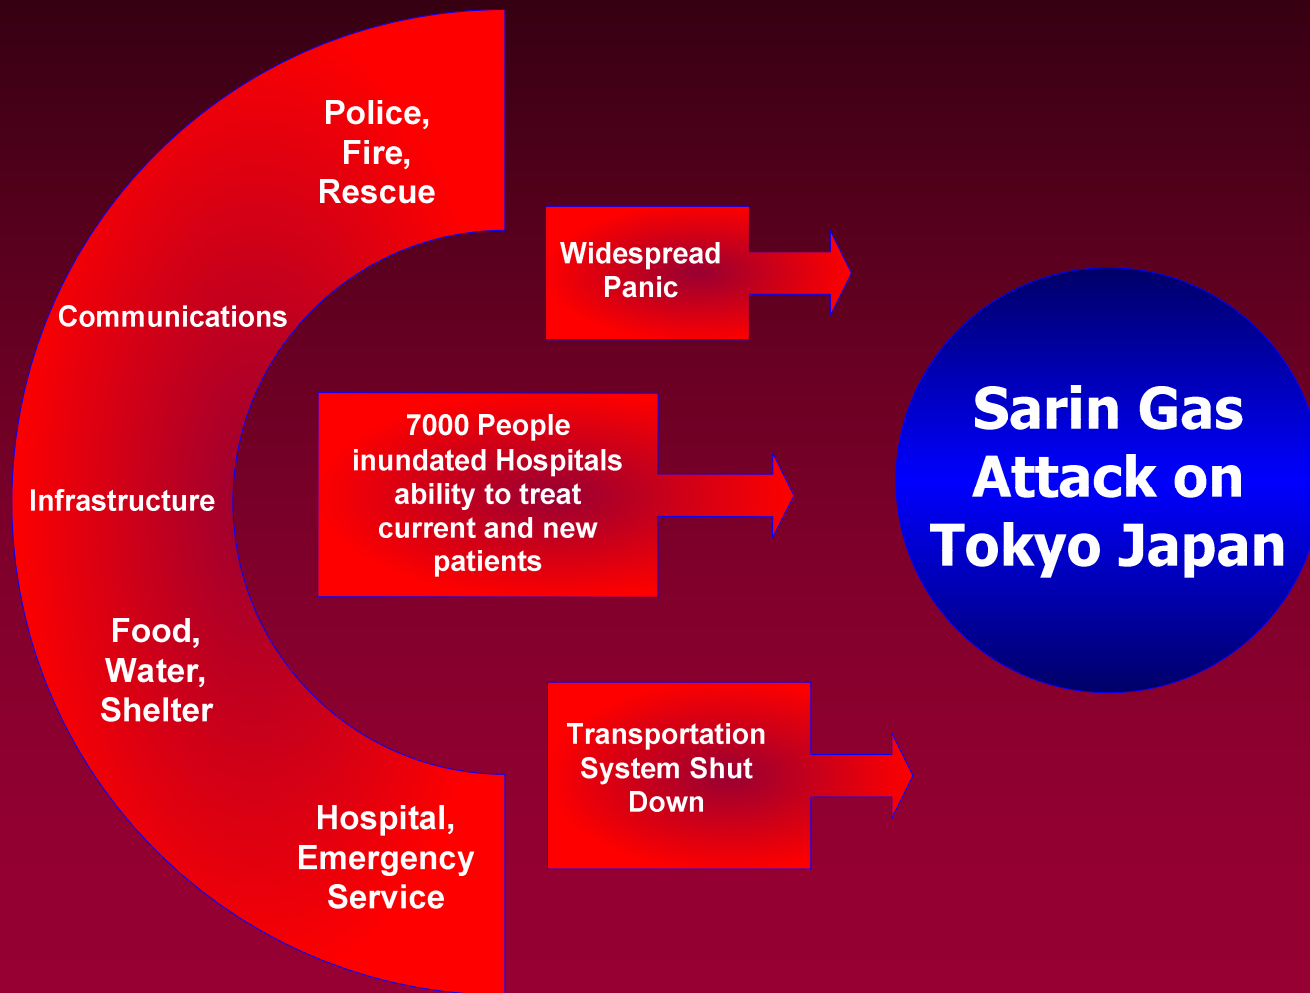 Police,
Fire,
Rescue
Communications
Infrastructure
Food,
Water,
Shelter
Hospital,
Emergency
Service
Widespread
Panic
7000 People
inundated Hospitals
ability to treat
current and new
patients
Transportation
System Shut
Down
Sarin Gas
Attack on
Tokyo Japan